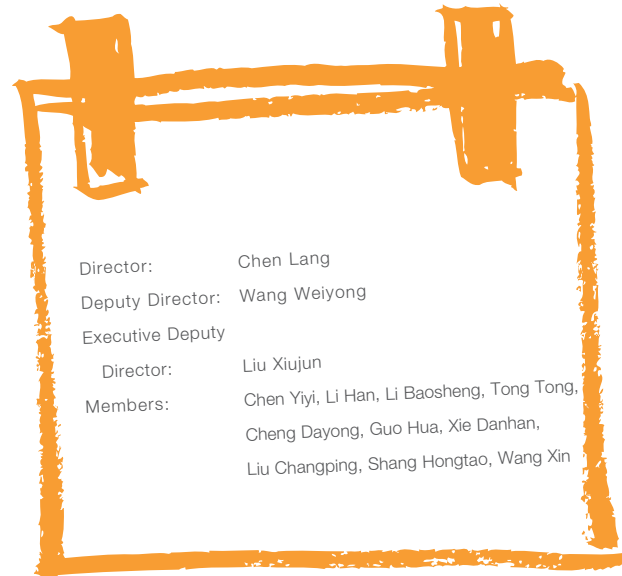 Director: Chen Lang
Deputy Director: Wang Weiyong
Executive Deputy
Director: Liu Xiujun
Members: Chen Yiyi, Li Han, Li Baosheng, Tong Tong,
Cheng Dayong, Guo Hua, Xie Danhan,
Liu Changping, Shang Hongtao, Wang Xin